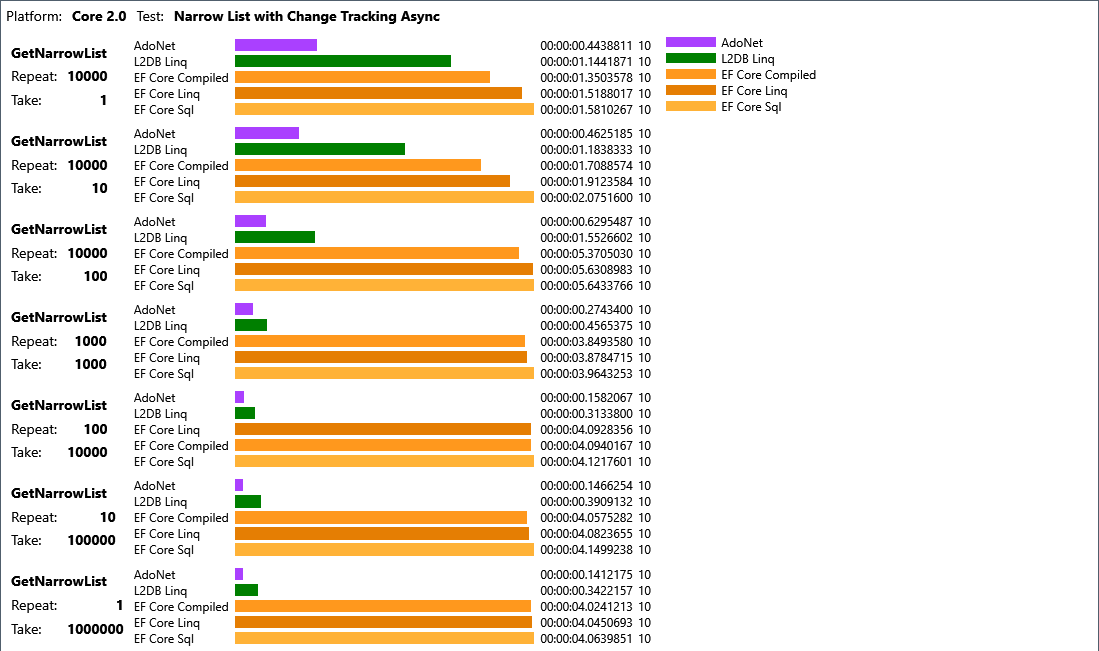 Platform: Core 2.0 Test: Narrow List with Change Tracking Async
GetNarrowList
Repeat: 10000
Take: 1
AdoNet 00:00:00.4438811 10
L2DB Linq 00:00:01.1441871 10
EF Core Compiled 00:00:01.3503578 10
EF Core Linq 00:00:01.5188017 10
EF Core Sql 00:00:01.5810267 10
AdoNet
L2DB Linq
EF Core Compiled
EF Core Linq
EF Core Sql
GetNarrowList
Repeat: 10000
Take: 10
AdoNet 00:00:00.4625185 10
L2DB Linq 00:00:01.1838333 10
EF Core Compiled 00:00:01.7088574 10
EF Core Linq 00:00:01.9123584 10
EF Core Sql 00:00:02.0751600 10
GetNarrowList
Repeat: 10000
Take: 100
AdoNet 00:00:00.6295487 10
L2DB Linq 00:00:01.5526602 10
EF Core Compiled 00:00:05.3705030 10
EF Core Linq 00:00:05.6308983 10
EF Core Sql 00:00:05.6433766 10
GetNarrowList
Repeat: 1000
Take: 1000
AdoNet 00:00:00.2743400 10
L2DB Linq 00:00:00.4565375 10
EF Core Compiled 00:00:03.8493580 10
EF Core Linq 00:00:03.8784715 10
EF Core Sql 00:00:03.9643253 10
GetNarrowList
Repeat: 100
Take: 10000
AdoNet 00:00:00.1582067 10
L2DB Linq 00:00:00.3133800 10
EF Core Linq 00:00:04.0928356 10
EF Core Compiled 00:00:04.0940167 10
EF Core Sql 00:00:04.1217601 10
GetNarrowList
Repeat: 10
Take: 100000
AdoNet 00:00:00.1466254 10
L2DB Linq 00:00:00.3909132 10
EF Core Compiled 00:00:04.0575282 10
EF Core Linq 00:00:04.0823655 10
EF Core Sql 00:00:04.1499238 10
GetNarrowList
Repeat: 1
Take: 1000000
AdoNet 00:00:00.1412175 10
L2DB Linq 00:00:00.3422157 10
EF Core Compiled 00:00:04.0241213 10
EF Core Linq 00:00:04.0450693 10
EF Core Sql 00:00:04.0639851 10